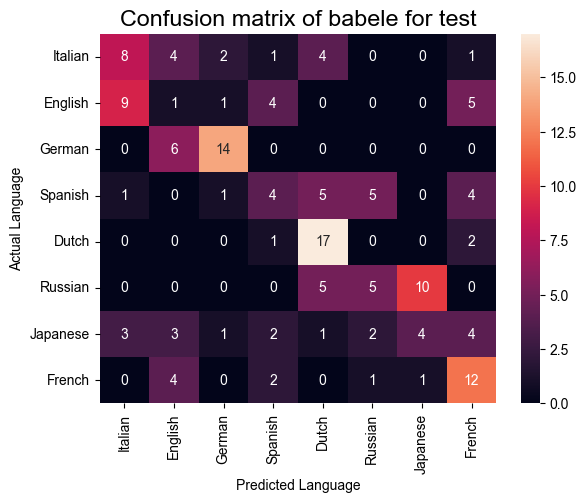 Confusion matrix of babele for test
Actual Language
Italian 8 4 2 1 4 0 0 1
English 9 1 1 4 0 0 0 5
German 0 6 14 0 0 0 0 0
Spanish 1 0 1 4 5 5 0 4
Dutch 0 0 0 1 17 0 0 2
Russian 0 0 0 0 5 5 10 0
Japanese 3 3 1 2 1 2 4 4
French 0 4 0 2 0 1 1 12
Italian English German Spanish Dutch Russian Japanese French
Predicted Language
15.0
12.5
10.0
7.5
5.0
2.5
0.0